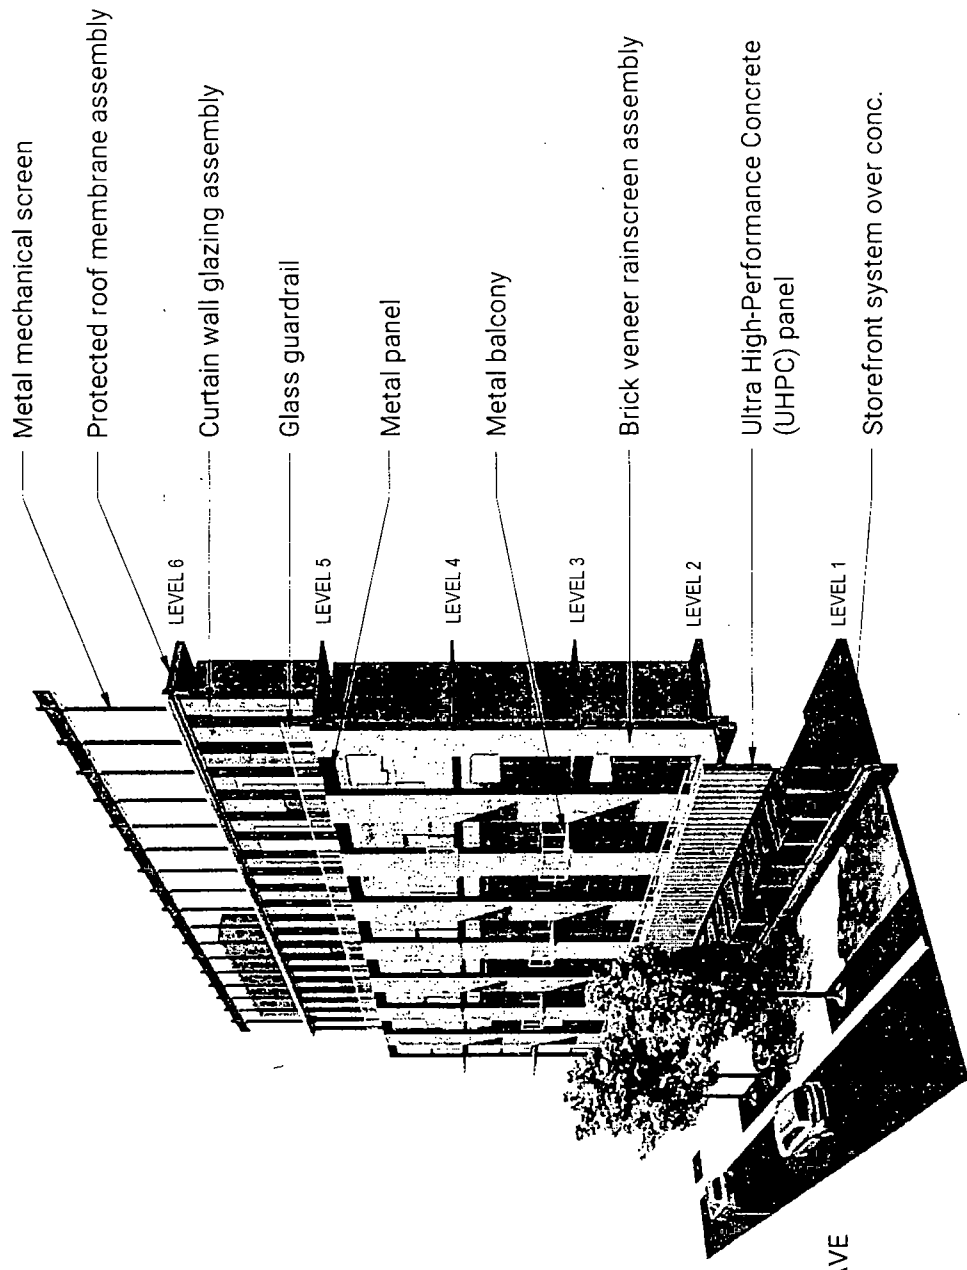 Metal mechanical screen
Protected roof membrane assembly
LEVEL 6
Curtain wall glazing assembly
Glass guardrail
LEVEL 5
Metal panel
LEVEL 4
Metal balcony
LEVEL 3
Brick veneer rainscreen assembly
LEVEL 2
Ultra High-Performance Concrete
(UHPC) panel
LEVEL 1
Storefront system over conc.
AVE